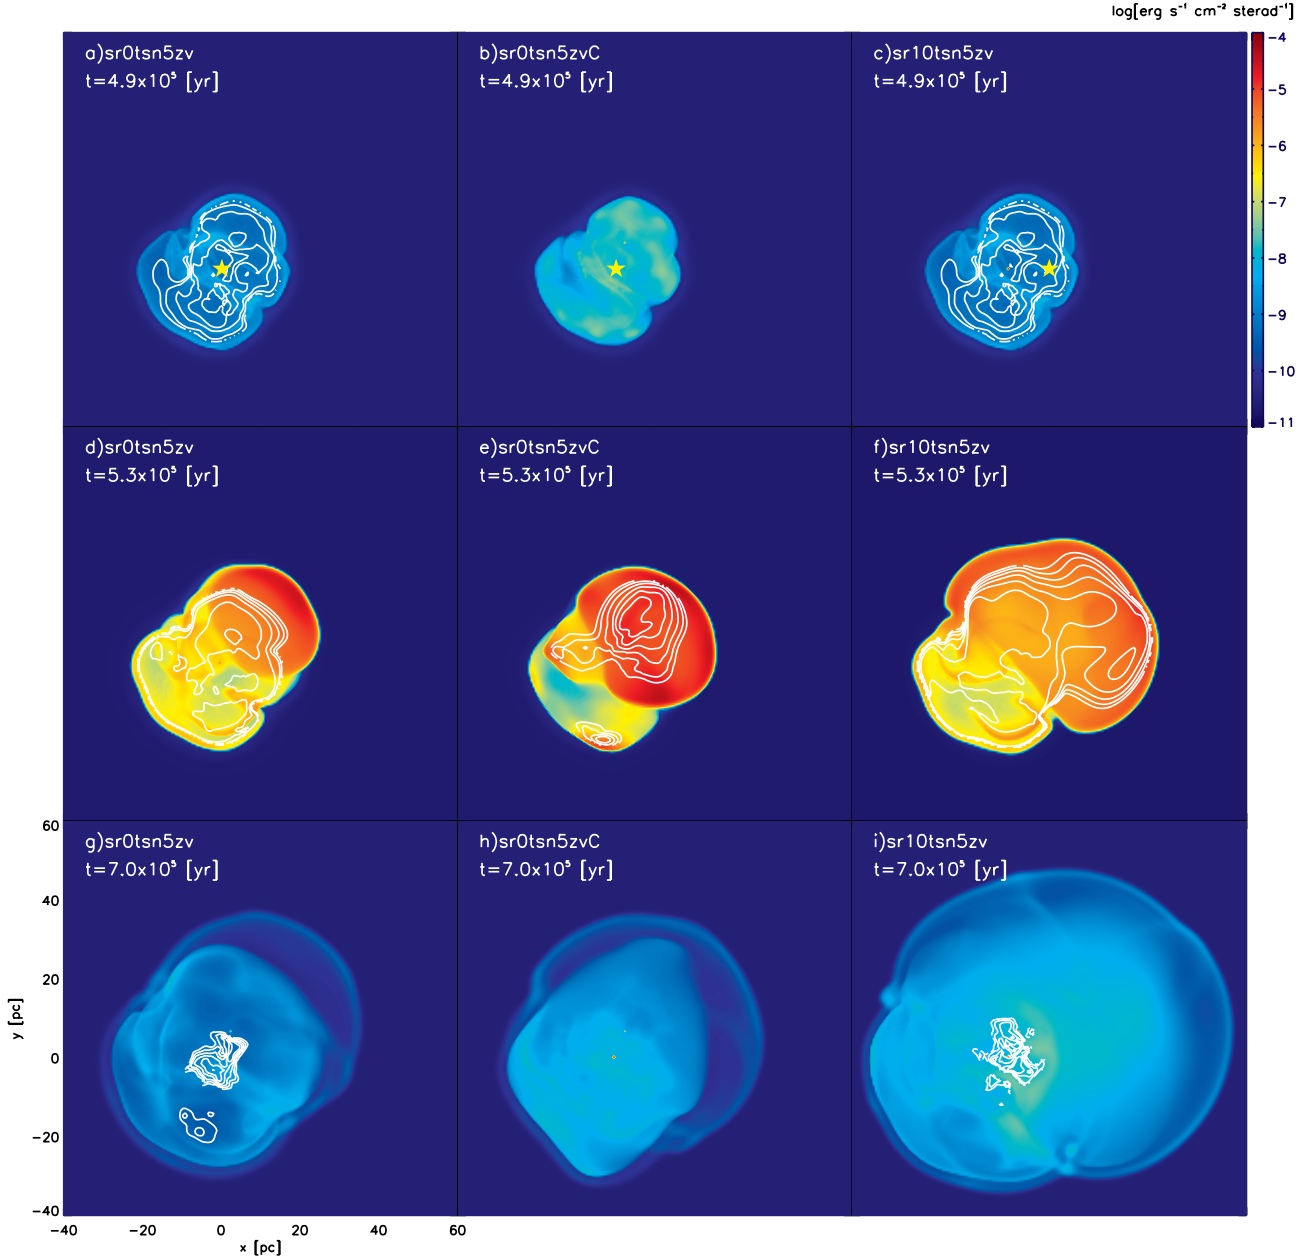 log[erg s⁻¹ cm⁻² sterad⁻¹]
a)sr0tsn5zv
t=4.9x10⁵ [yr]
b)sr0tsn5zvC
t=4.9x10⁵ [yr]
c)sr10tsn5zv
t=4.9x10⁵ [yr]
-4
-5
-6
-7
-8
-9
-10
-11
d)sr0tsn5zv
t=5.3x10⁵ [yr]
e)sr0tsn5zvC
t=5.3x10⁵ [yr]
f)sr10tsn5zv
t=5.3x10⁵ [yr]
g)sr0tsn5zv
t=7.0x10⁵ [yr]
h)sr0tsn5zvC
t=7.0x10⁵ [yr]
i)sr10tsn5zv
t=7.0x10⁵ [yr]
60
40
20
0
-20
-40
y [pc]
-40 -20 0 20 40 60
x [pc]